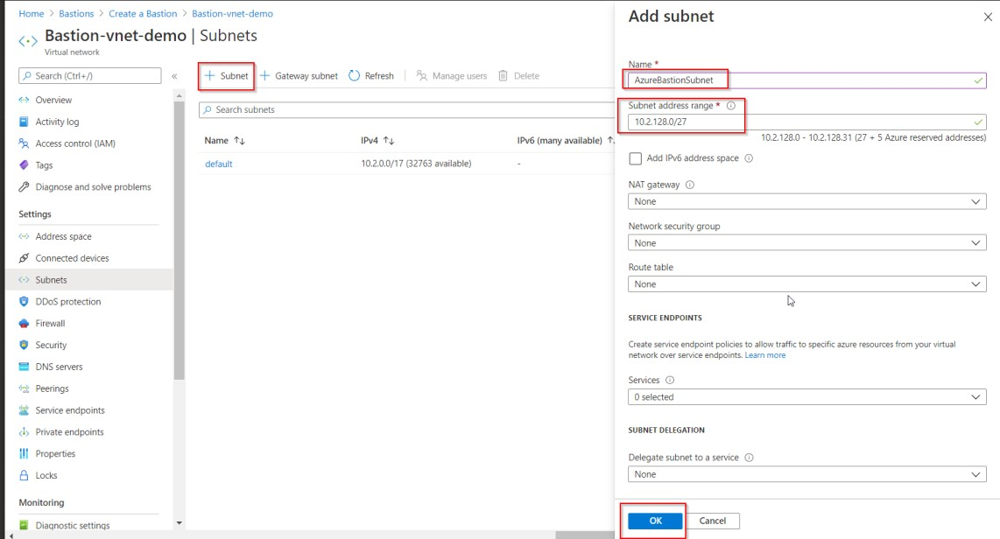 Home > Bastions > Create a Bastion > Bastion-vnet-demo
Bastion-vnet-demo | Subnets
Virtual network
Search (Ctrl+/)
«
Overview
Activity log
Access control (IAM)
Tags
Diagnose and solve problems
Settings
Address space
Connected devices
Subnets
DDoS protection
Firewall
Security
DNS servers
Peerings
Service endpoints
Private endpoints
Properties
Locks
Monitoring
Diagnostic settings
+ Subnet + Gateway subnet Refresh Manage users Delete
Search subnets
Name ↑↓ IPv4 ↑↓ IPv6 (many available) ↑
default 10.2.0.0/17 (32763 available) -
Add subnet
Name *
AzureBastionSubnet
Subnet address range *
10.2.128.0/27
10.2.128.0 - 10.2.128.31 (27 + 5 Azure reserved addresses)
Add IPv6 address space
NAT gateway
None
Network security group
None
Route table
None
SERVICE ENDPOINTS
Create service endpoint policies to allow traffic to specific azure resources from your virtual
network over service endpoints. Learn more
Services
0 selected
SUBNET DELEGATION
Delegate subnet to a service
None
OK Cancel